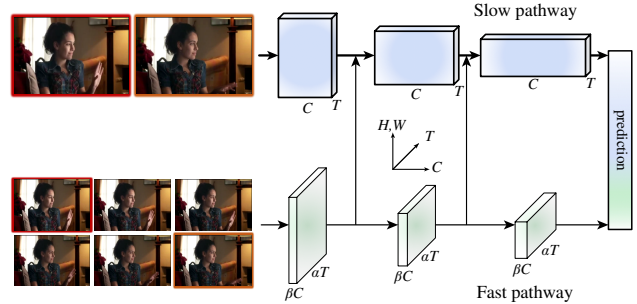 Slow pathway
C
T
C
T
C
T
H,W
T
C
prediction
αT
βC
αT
βC
αT
βC
Fast pathway